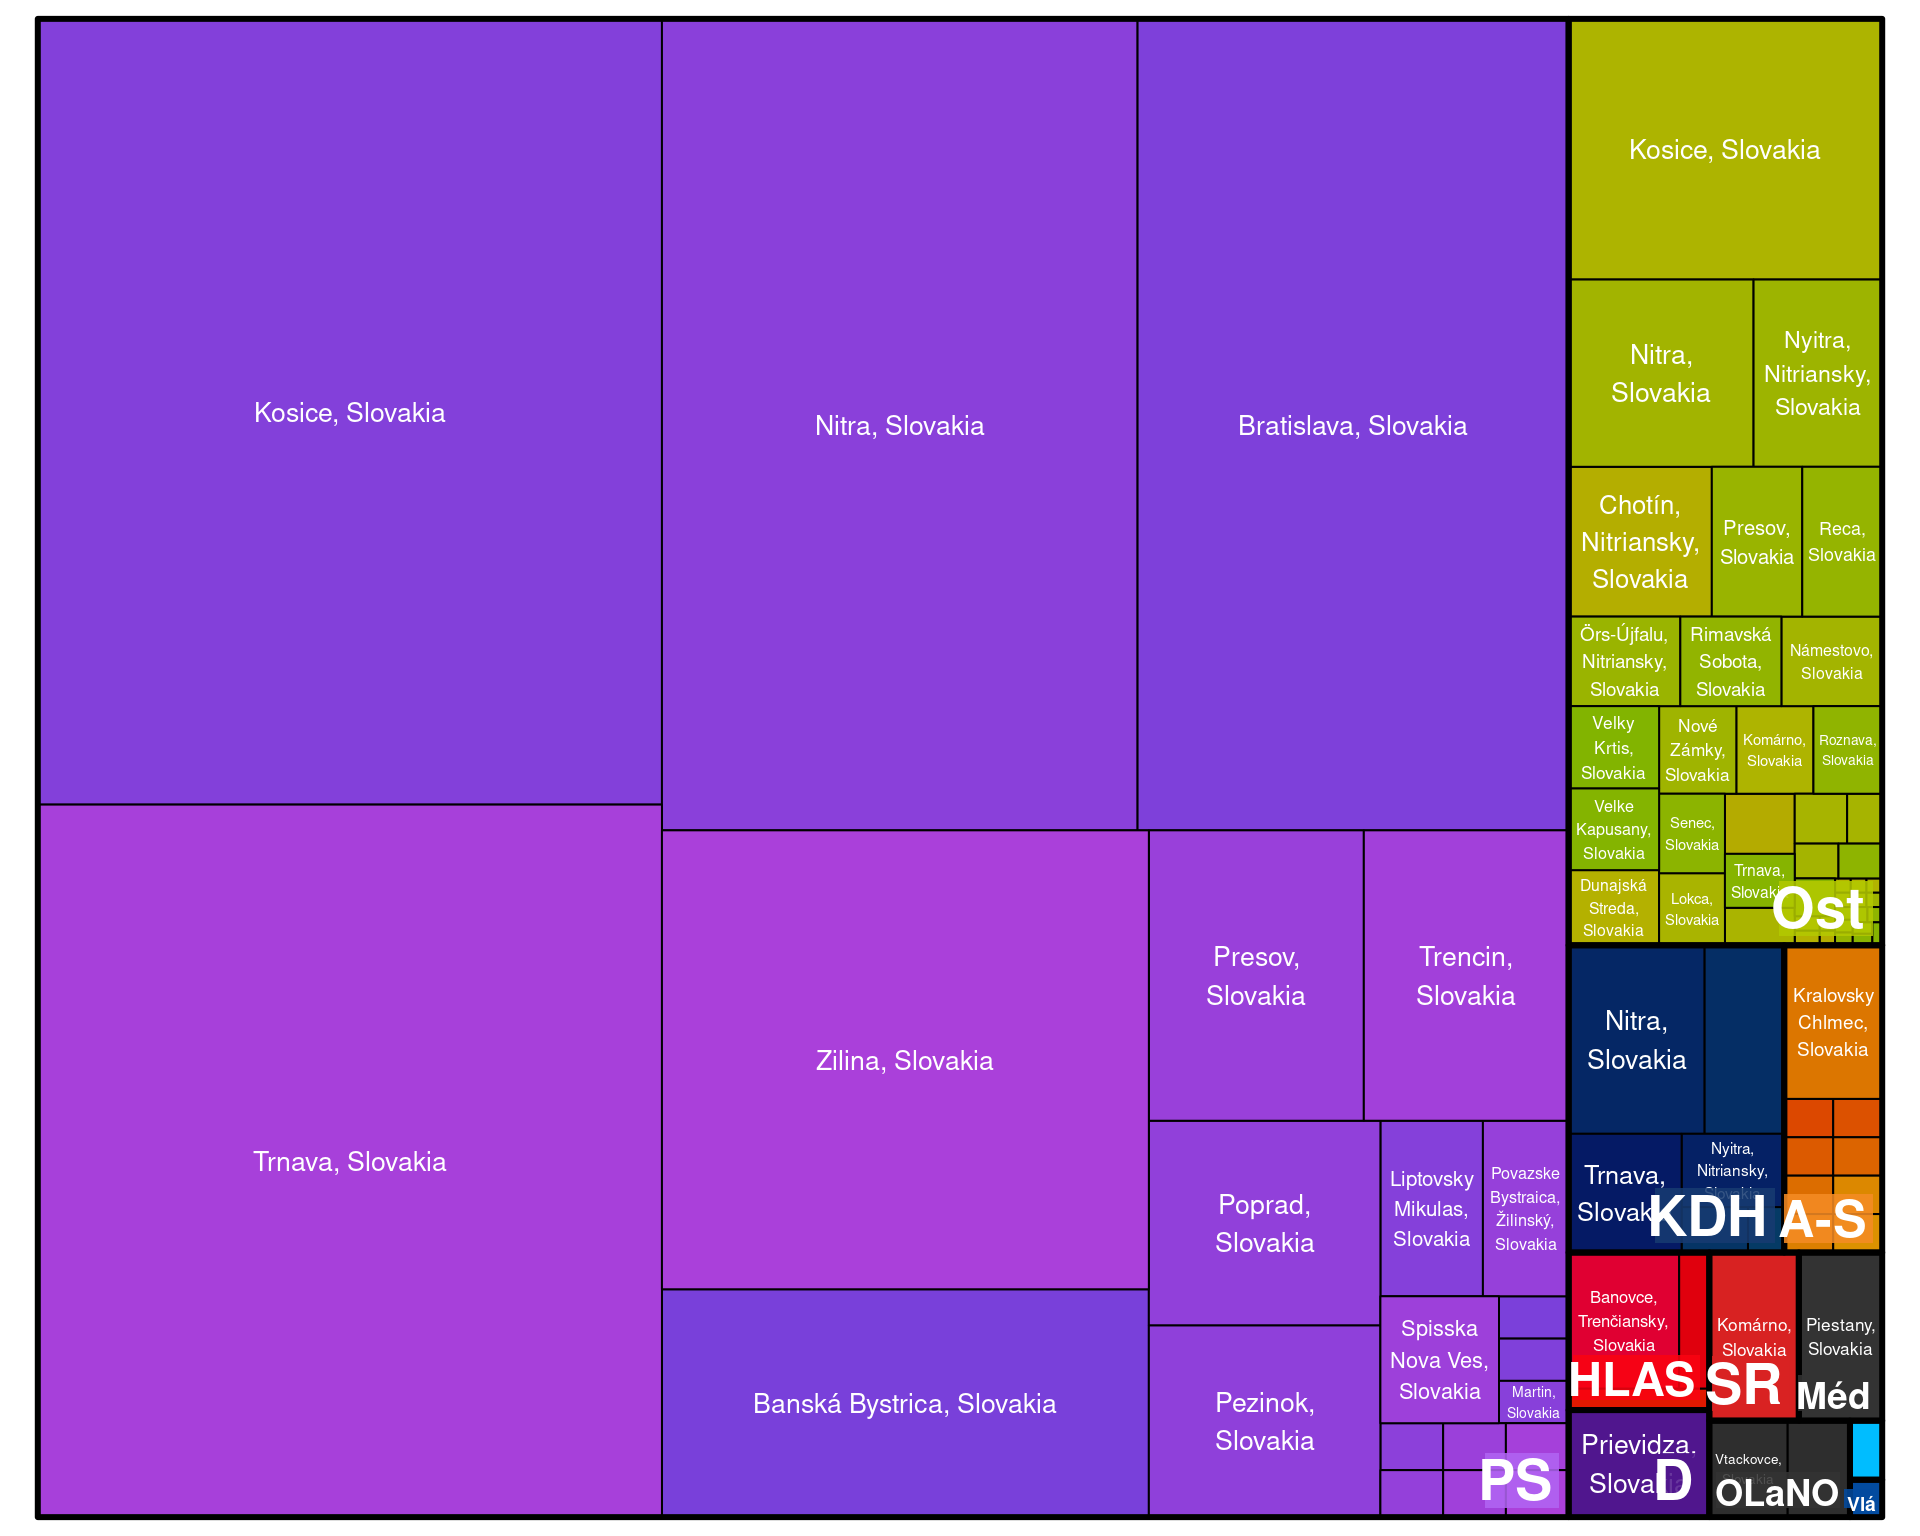 Kosice, Slovakia
Trnava, Slovakia
Nitra, Slovakia
Bratislava, Slovakia
Zilina, Slovakia
Banská Bystrica, Slovakia
Presov,
Slovakia
Trencin,
Slovakia
Poprad,
Slovakia
Pezinok,
Slovakia
Liptovsky
Mikulas,
Slovakia
Povazske
Bystraica,
Žilinský,
Slovakia
Spisska
Nova Ves,
Slovakia
Martin,
Slovakia
PS
Kosice, Slovakia
Nitra,
Slovakia
Nyitra,
Nitriansky,
Slovakia
Chotín,
Nitriansky,
Slovakia
Presov,
Slovakia
Reca,
Slovakia
Örs-Újfalu,
Nitriansky,
Slovakia
Rimavská
Sobota,
Slovakia
Námestovo,
Slovakia
Velky
Krtis,
Slovakia
Nové
Zámky,
Slovakia
Komárno,
Slovakia
Roznava,
Slovakia
Velke
Kapusany,
Slovakia
Senec,
Slovakia
Trnava,
Slovakia
Dunajská
Streda,
Slovakia
Lokca,
Slovakia
Ost
Nitra,
Slovakia
Trnava,
Slovakia
Nyitra,
Nitriansky,
Slovakia
KDH
Kralovsky
Chlmec,
Slovakia
A-S
Banovce,
Trenčiansky,
Slovakia
HLAS
Komárno,
Slovakia
SR
Piestany,
Slovakia
Méd
Prievidza,
Slovakia
D
Vtackovce,
Slovakia
OLaNO
Vlá